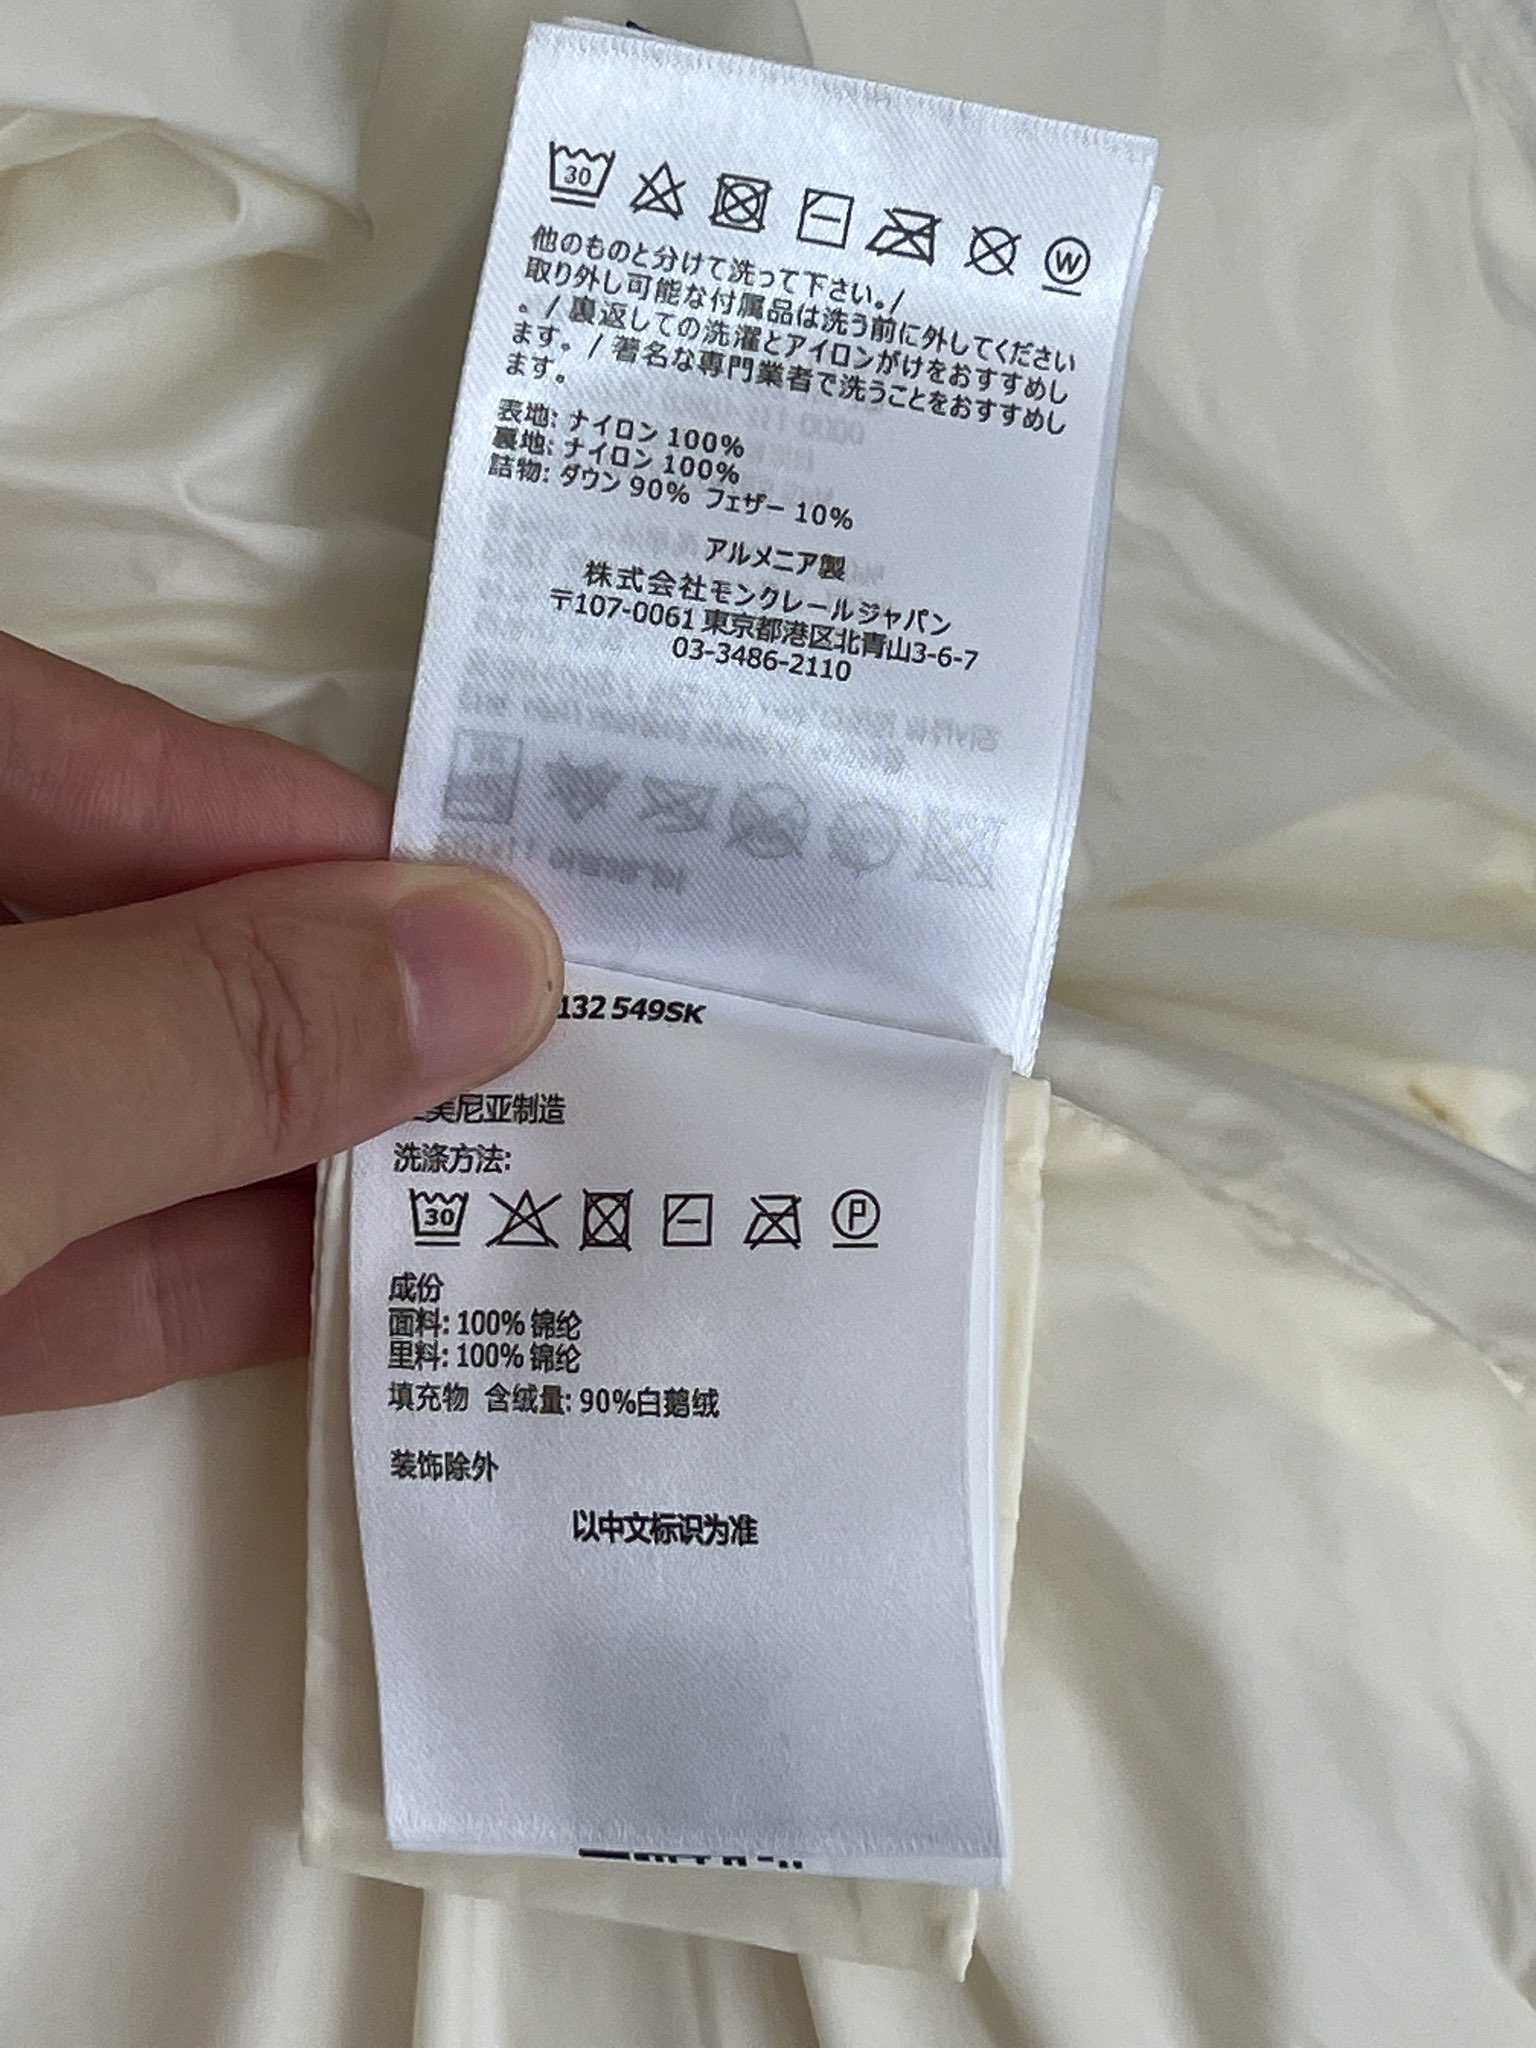 30
W
他のものと分けて洗って下さい。/
取り外し可能な付属品は洗う前に外してください
。/ 裏返しての洗濯とアイロンがけをおすすめし
ます。/ 著名な専門業者で洗うことをおすすめし
ます。
表地: ナイロン 100%
裏地: ナイロン 100%
詰物: ダウン 90% フェザー 10%
アルメニア製
株式会社モンクレールジャパン
〒107-0061 東京都港区北青山3-6-7
03-3486-2110
132 549SK
美尼亚制造
洗涤方法:
30
P
成份
面料: 100% 锦纶
里料: 100% 锦纶
填充物 含绒量: 90%白鹅绒
装饰除外
以中文标识为准